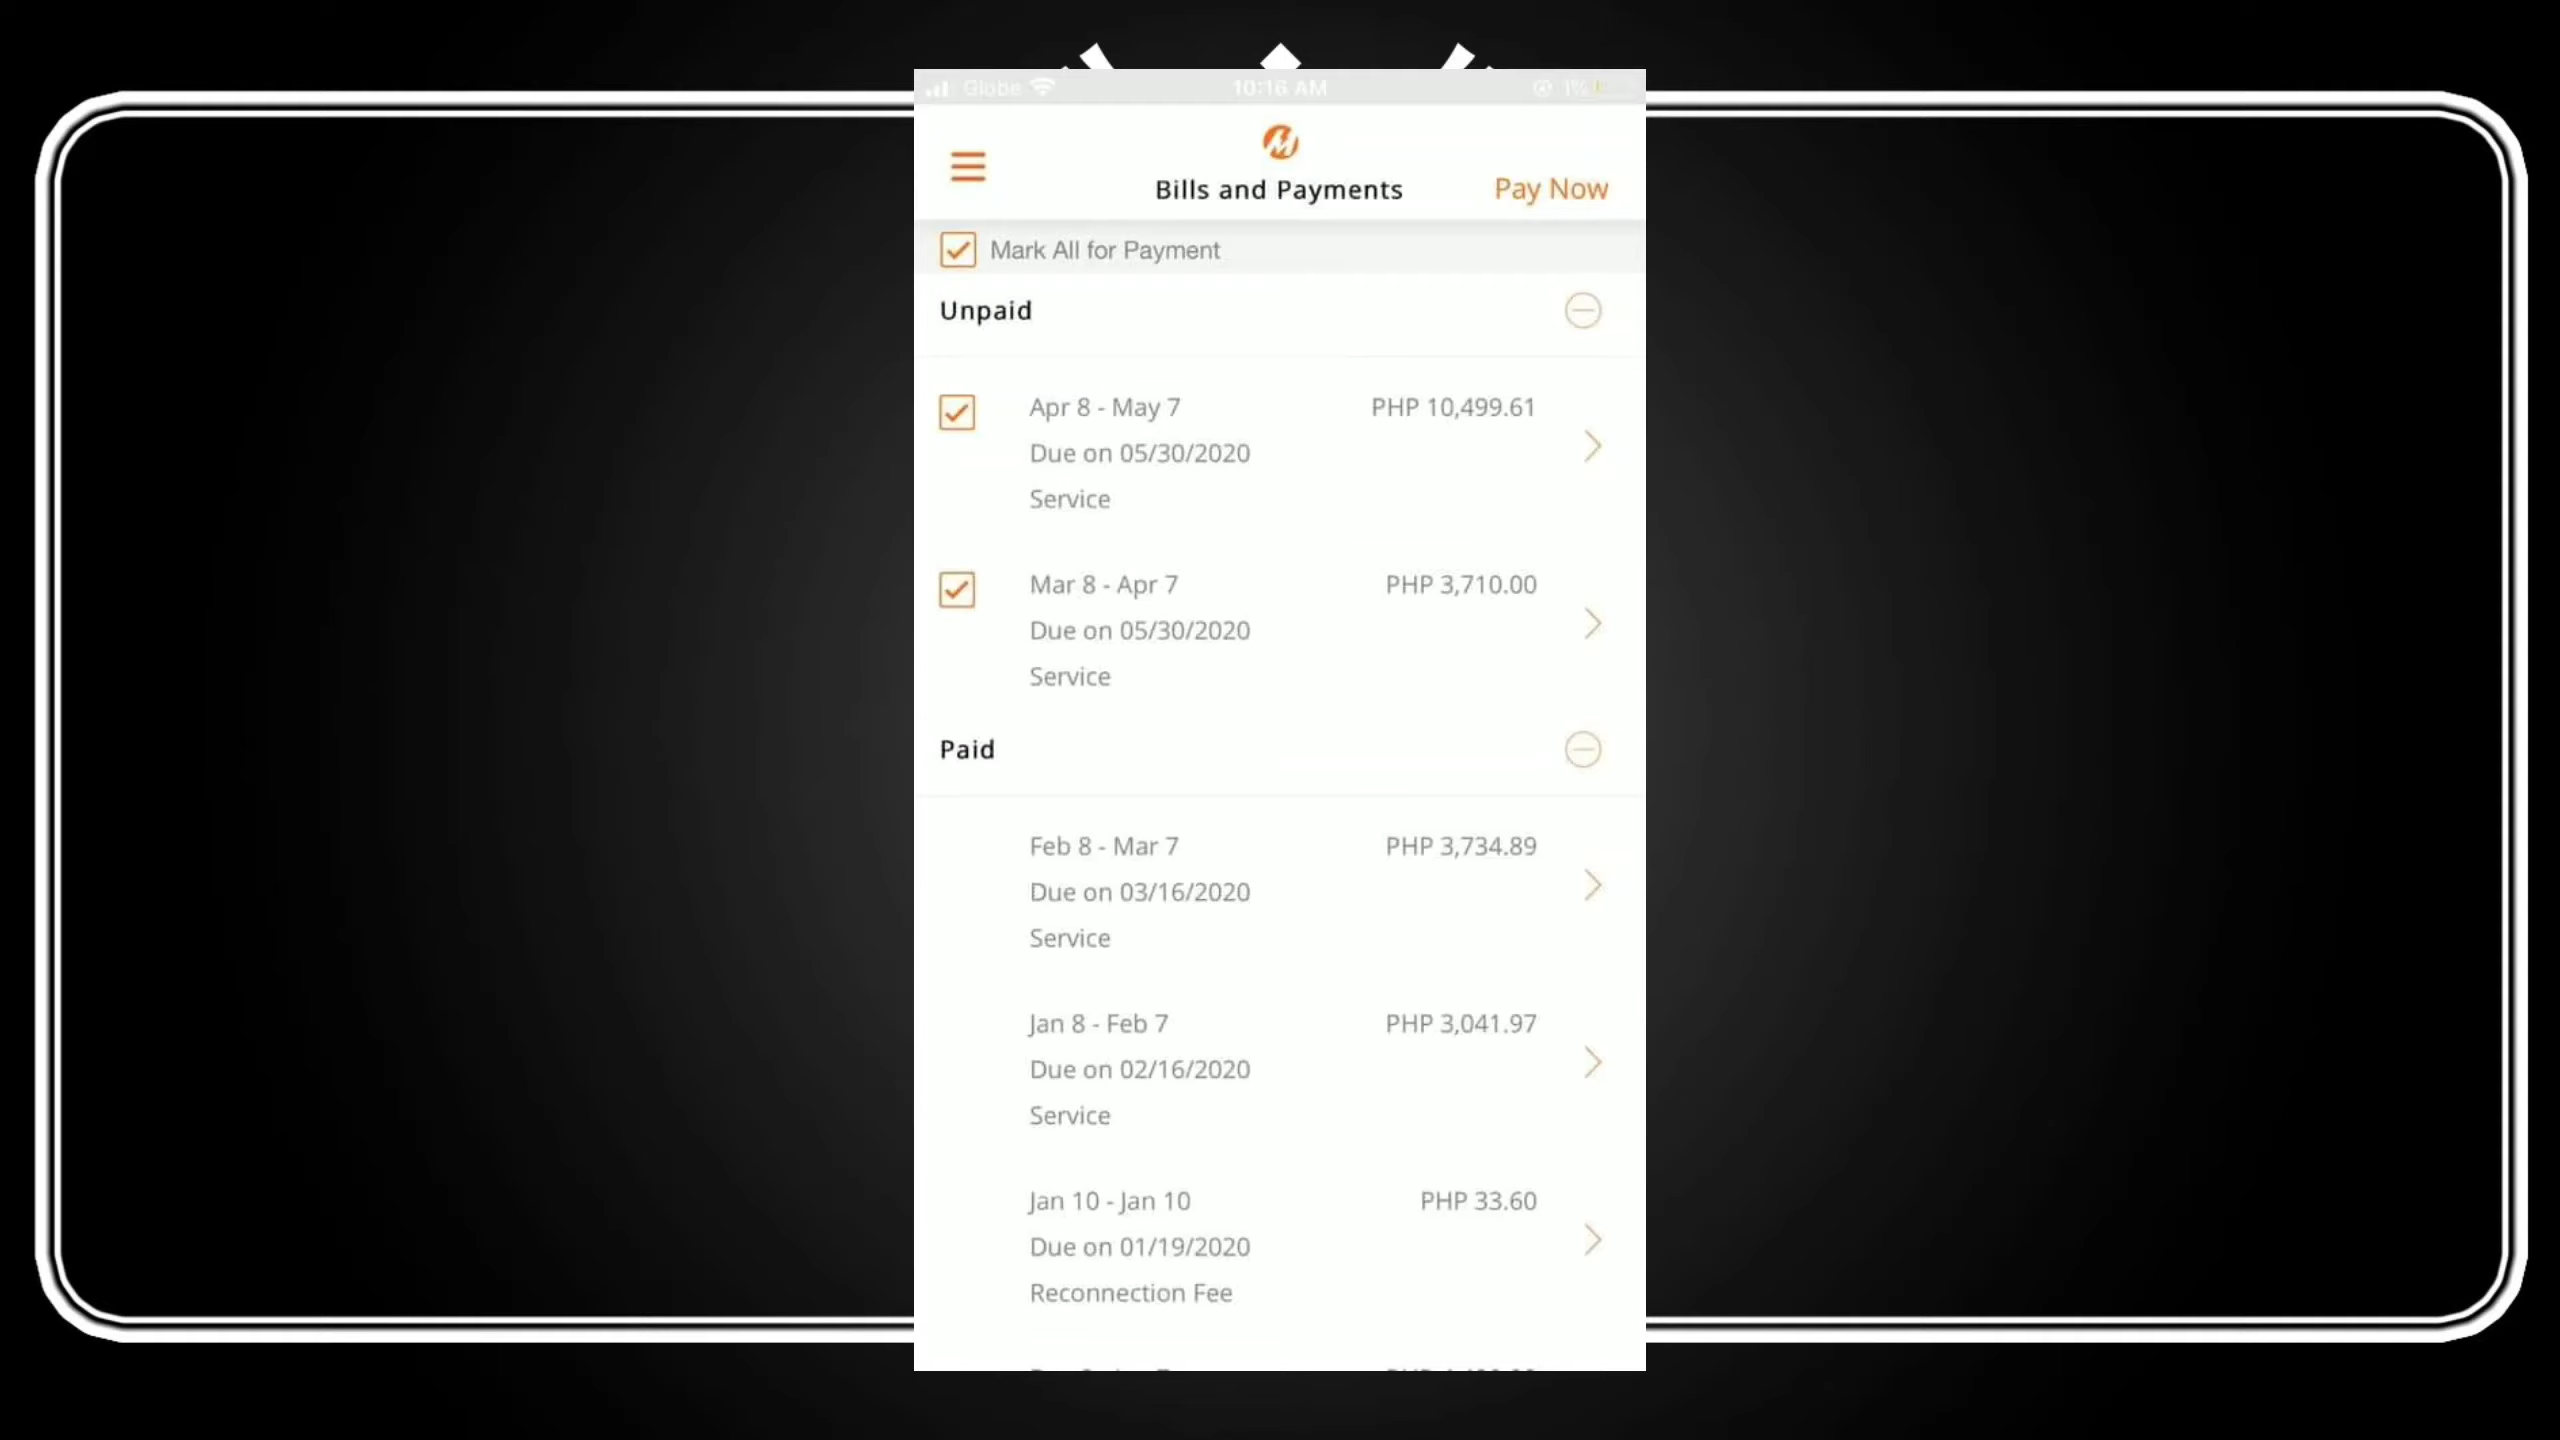 Globe 10:16 AM 1%
Bills and Payments
Pay Now
Mark All for Payment
Unpaid
Apr 8 - May 7 PHP 10,499.61
Due on 05/30/2020
Service
Mar 8 - Apr 7 PHP 3,710.00
Due on 05/30/2020
Service
Paid
Feb 8 - Mar 7 PHP 3,734.89
Due on 03/16/2020
Service
Jan 8 - Feb 7 PHP 3,041.97
Due on 02/16/2020
Service
Jan 10 - Jan 10 PHP 33.60
Due on 01/19/2020
Reconnection Fee